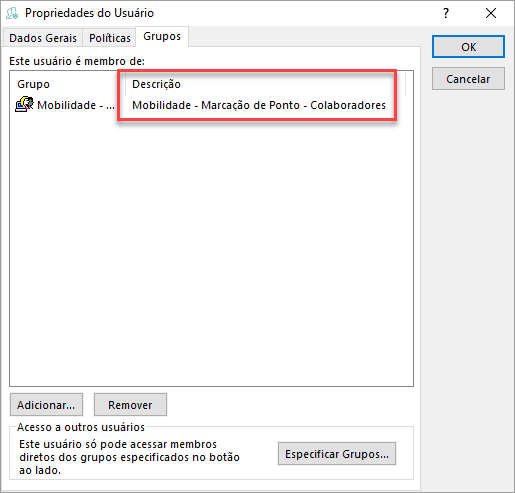 Propriedades do Usuário
?
Dados Gerais Políticas Grupos
OK
Este usuário é membro de:
Cancelar
Grupo Descrição
Mobilidade - ... Mobilidade - Marcação de Ponto - Colaboradores
Adicionar... Remover
Acesso a outros usuários
Este usuário só pode acessar membros
diretos dos grupos especificados no botão
ao lado.
Especificar Grupos...